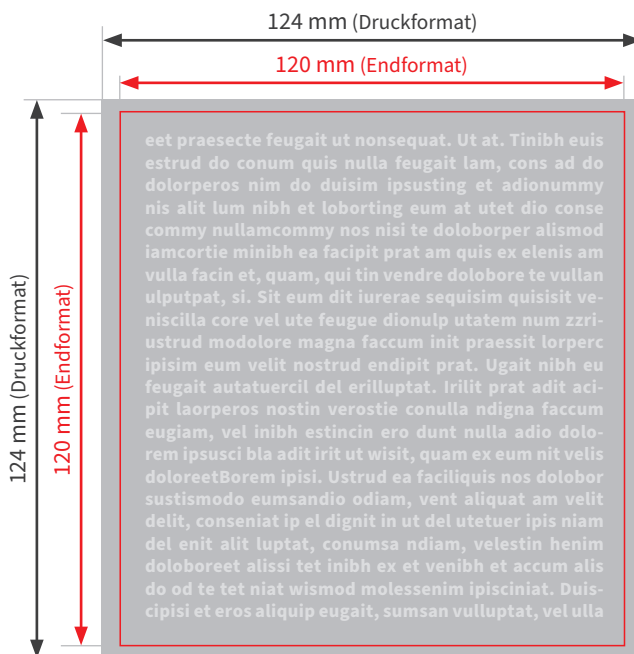 124 mm (Druckformat)
120 mm (Endformat)
124 mm (Druckformat)
120 mm (Endformat)
eet praesecte feugait ut nonsequat. Ut at. Tinibh euis
estrud do conum quis nulla feugait lam, cons ad do
dolorperos nim do duisim ipsusting et adionummy
nis alit lum nibh et loborting eum at utet dio conse
commy nullamcommy nos nisi te doloborper alismod
iamcortie minibh ea facipit prat am quis ex elenis am
vulla facin et, quam, qui tin vendre dolobore te vullan
ulputpat, si. Sit eum dit iurerae sequisim quisisit ve-
niscilla core vel ute feugue dionulp utatem num zzri-
ustrud modolore magna faccum init praessit lorperc
ipisim eum velit nostrud endipit prat. Ugait nibh eu
feugait autatuercil del erilluptat. Irilit prat adit aci-
pit laorperos nostin verostie conulla ndigna faccum
eugiam, vel inibh estincin ero dunt nulla adio dolo-
rem ipsusci bla adit irit ut wisit, quam ex eum nit velis
doloreetBorem ipisi. Ustrud ea faciliquis nos dolobor
sustismodo eumsandio odiam, vent aliquat am velit
delit, conseniat ip el dignit in ut del utetuer ipis niam
del enit alit luptat, conumsa ndiam, velestin henim
doloboreet alissi tet inibh ex et venibh et accum alis
do od te tet niat wismod molessenim ipisciniat. Duis-
cipisi et eros aliquip eugait, sumsan vulluptat, vel ulla